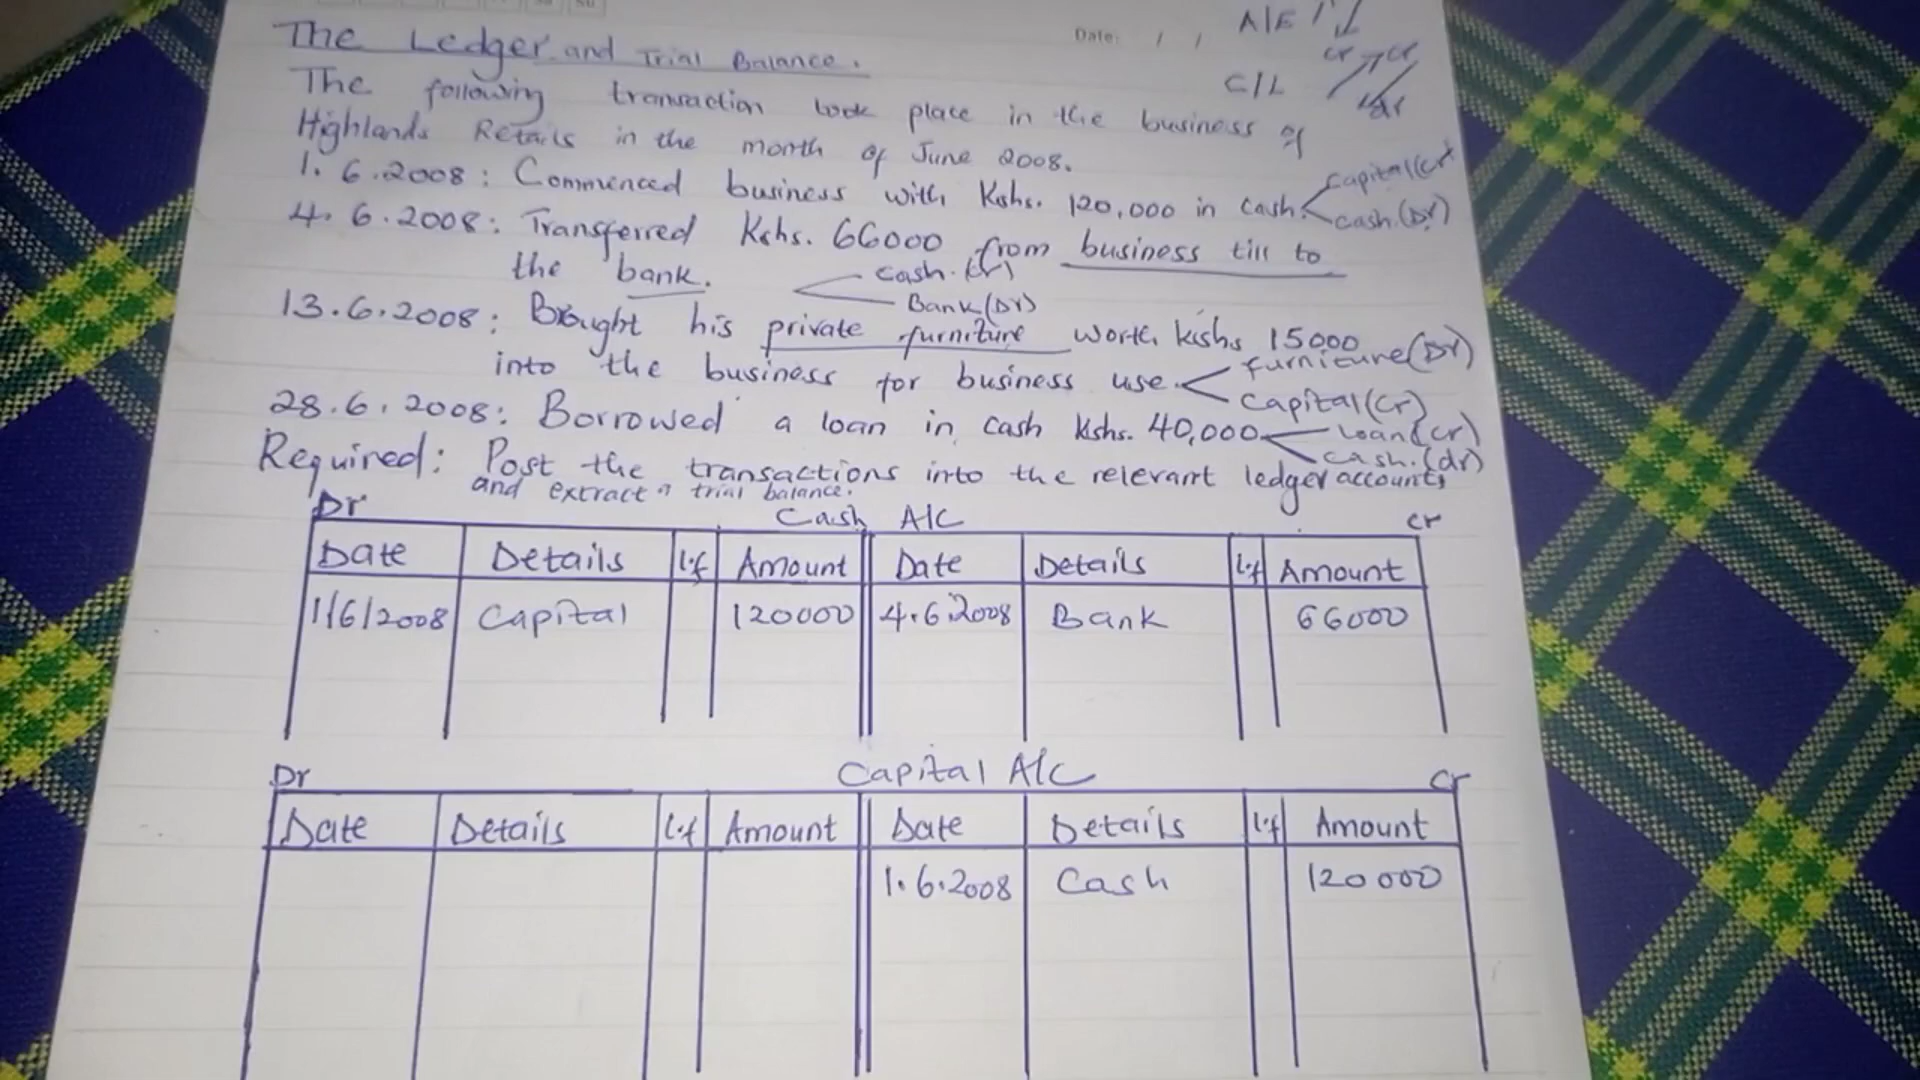 The Ledger and Trial Balance.
Date: / /
A/E
cr cr
C/L
dr
The following transaction took place in the business of
Highlands Retails in the month of June 2008.
1. 6. 2008: Commenced business with Kshs. 120,000 in cash.
Capital(Cr)
Cash.(Dr)
4. 6. 2008: Transferred Kshs. 66000 from business till to
the bank.
Cash.(Cr)
Bank(Dr)
13.6.2008: Brought his private furniture worth kshs 15000
into the business for business use.
furniture(Dr)
Capital(Cr)
28.6.2008: Borrowed a loan in cash kshs. 40,000
Loan(cr)
cash.(dr)
Required: Post the transactions into the relevant ledger accounts
and extract a trial balance.
Dr Cash A/C Cr
Date Details l.f Amount Date Details l.f Amount
1/6/2008 Capital 120000 4.6.2008 Bank 66000
Dr Capital A/C Cr
Date Details l.f Amount Date Details l.f Amount
1.6.2008 Cash 120000